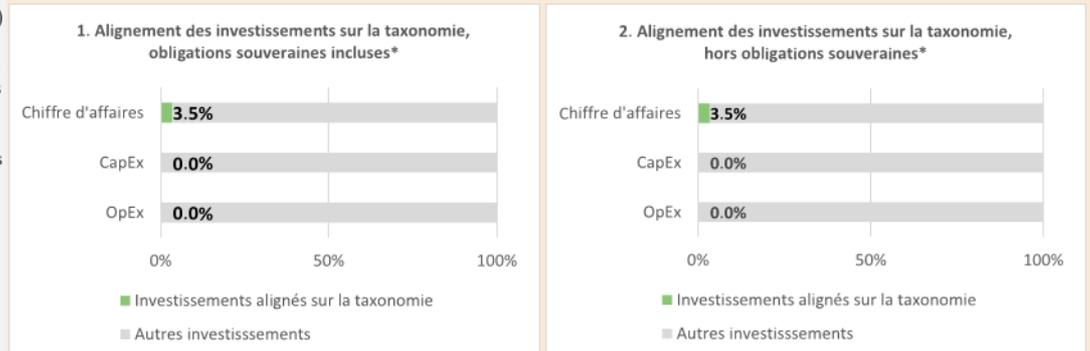 1. Alignement des investissements sur la taxonomie,
obligations souveraines incluses*
Chiffre d'affaires
3.5%
CapEx
0.0%
OpEx
0.0%
0%
50%
100%
Investissements alignés sur la taxonomie
Autres investisssements
2. Alignement des investissements sur la taxonomie,
hors obligations souveraines*
Chiffre d'affaires
3.5%
CapEx
0.0%
OpEx
0.0%
0%
50%
100%
Investissements alignés sur la taxonomie
Autres investisssements